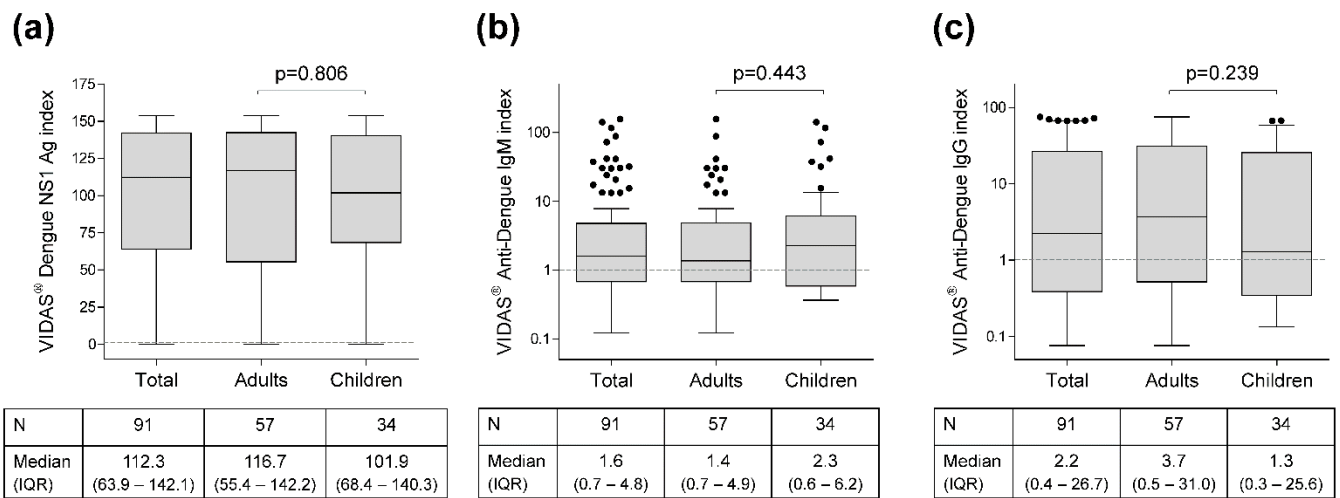 (a)
p=0.806
VIDAS® Dengue NS1 Ag index
175
150
125
100
75
50
25
0
Total Adults Children
N 91 57 34
Median 112.3 116.7 101.9
(IQR) (63.9 – 142.1) (55.4 – 142.2) (68.4 – 140.3)
(b)
p=0.443
VIDAS® Anti-Dengue IgM index
100
10
1
0.1
Total Adults Children
N 91 57 34
Median 1.6 1.4 2.3
(IQR) (0.7 – 4.8) (0.7 – 4.9) (0.6 – 6.2)
(c)
p=0.239
VIDAS® Anti-Dengue IgG index
100
10
1
0.1
Total Adults Children
N 91 57 34
Median 2.2 3.7 1.3
(IQR) (0.4 – 26.7) (0.5 – 31.0) (0.3 – 25.6)